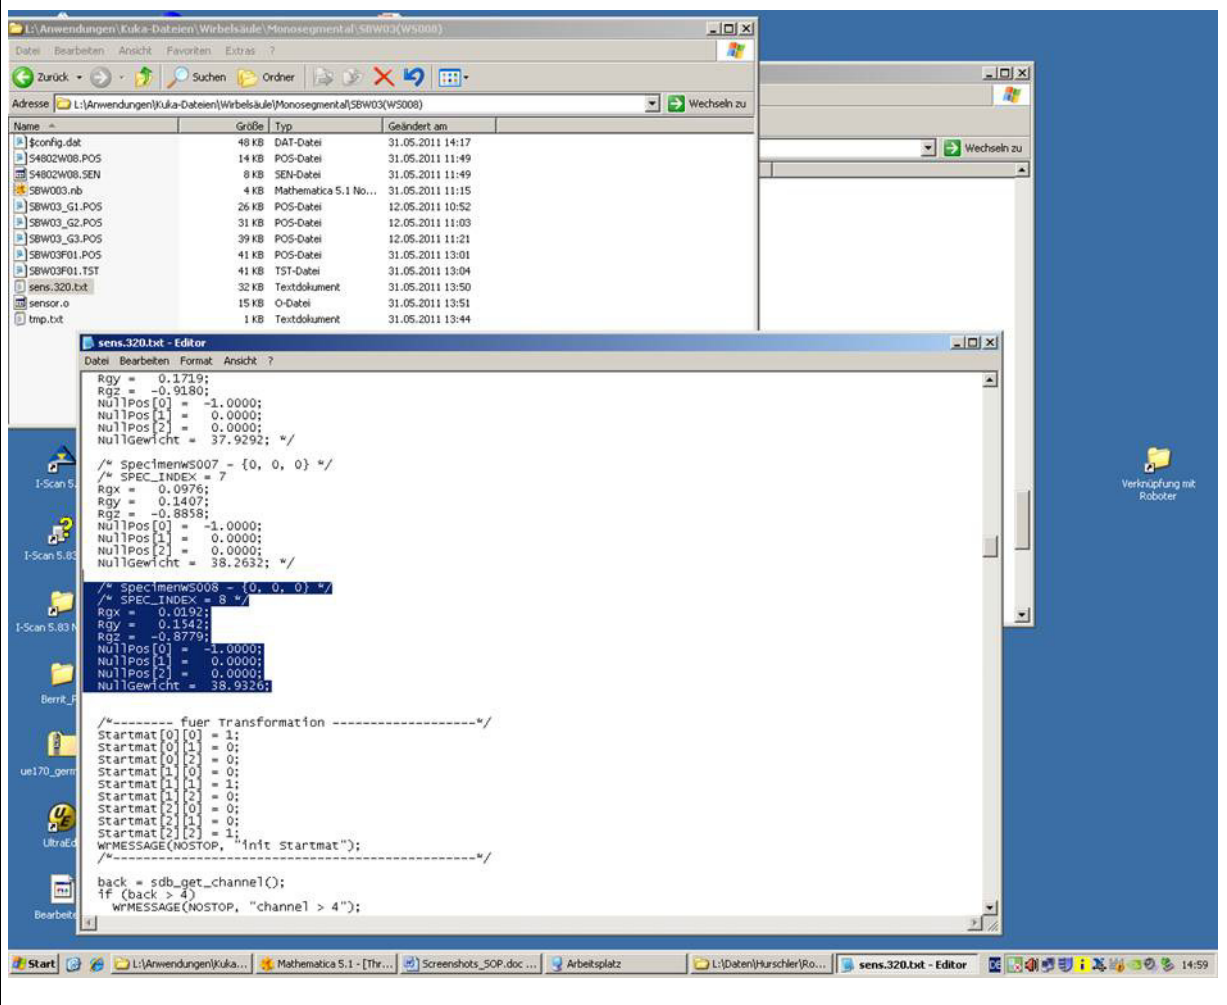 L:\Anwendungen\Kuka-Dateien\Wirbelsäule\Monosegmental\SBW03(WS008)
Datei Bearbeiten Ansicht Favoriten Extras ?
Zurück Suchen Ordner
Adresse L:\Anwendungen\Kuka-Dateien\Wirbelsäule\Monosegmental\SBW03(WS008) Wechseln zu
Wechseln zu
Name Größe Typ Geändert am
$config.dat 48 KB DAT-Datei 31.05.2011 14:17
S4802W08.POS 14 KB POS-Datei 31.05.2011 11:49
S4802W08.SEN 8 KB SEN-Datei 31.05.2011 11:49
SBW003.nb 4 KB Mathematica 5.1 No... 31.05.2011 11:15
SBW03_G1.POS 26 KB POS-Datei 12.05.2011 10:52
SBW03_G2.POS 31 KB POS-Datei 12.05.2011 11:03
SBW03_G3.POS 39 KB POS-Datei 12.05.2011 11:21
SBW03F01.POS 41 KB POS-Datei 31.05.2011 13:01
SBW03F01.TST 41 KB TST-Datei 31.05.2011 13:04
sens.320.txt 32 KB Textdokument 31.05.2011 13:50
sensor.o 15 KB O-Datei 31.05.2011 13:51
tmp.txt 1 KB Textdokument 31.05.2011 13:44
sens.320.txt - Editor
Datei Bearbeiten Format Ansicht ?
Rgy = 0.1719;
Rgz = -0.9180;
NullPos[0] = -1.0000;
NullPos[1] = 0.0000;
NullPos[2] = 0.0000;
NullGewicht = 37.9292; */
/* SpecimenWS007 - {0, 0, 0} */
/* SPEC_INDEX = 7
Rgx = 0.0976;
Rgy = 0.1407;
Rgz = -0.8858;
NullPos[0] = -1.0000;
NullPos[1] = 0.0000;
NullPos[2] = 0.0000;
NullGewicht = 38.2632; */
/* SpecimenWS008 - {0, 0, 0} */
/* SPEC_INDEX = 8 */
Rgx = 0.0192;
Rgy = 0.1542;
Rgz = -0.8779;
NullPos[0] = -1.0000;
NullPos[1] = 0.0000;
NullPos[2] = 0.0000;
NullGewicht = 38.9326;
/*-------- fuer Transformation -------------------*/
Startmat[0][0] = 1;
Startmat[0][1] = 0;
Startmat[0][2] = 0;
Startmat[1][0] = 0;
Startmat[1][1] = 1;
Startmat[1][2] = 0;
Startmat[2][0] = 0;
Startmat[2][1] = 0;
Startmat[2][2] = 1;
WrMESSAGE(NOSTOP, "init Startmat");
/*------------------------------------------------*/
back = sdb_get_channel();
if (back > 4)
WrMESSAGE(NOSTOP, "channel > 4");
I-Scan 5.
I-Scan 5.83
I-Scan 5.83 N
Berrit_P
ue170_germ
UltraEd
Bearbeite
Verknüpfung mit
Roboter
Start L:\Anwendungen\Kuka... Mathematica 5.1 - [Thr... Screenshots_SOP.doc ... Arbeitsplatz L:\Daten\Hurschler\Ro... sens.320.txt - Editor DE 14:59